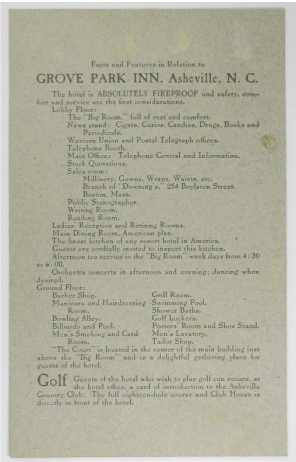 Facts and Features in Relation to
GROVE PARK INN, Asheville, N. C.
The hotel is ABSOLUTELY FIREPROOF and safety, com-
fort and service are the first considerations.
Lobby Floor:
The "Big Room," full of rest and comfort.
News stand: Cigars, Curios, Candies, Drugs, Books and
Periodicals.
Western Union and Postal Telegraph offices.
Telephone Booth.
Main Office: Telephone Central and Information.
Stock Quotations.
Sales room:
Millinery, Gowns, Wraps, Waists, etc.
Branch of "Downing's," 254 Boylston Street,
Boston, Mass.
Public Stenographer.
Writing Room.
Reading Room.
Ladies' Reception and Retiring Rooms.
Main Dining Room, American plan.
The finest kitchen of any resort hotel in America.
Guests are cordially invited to inspect this kitchen.
Afternoon tea service in the "Big Room" week days from 4:30
to 6:00.
Orchestra concerts in afternoon and evening; dancing when
desired.
Ground Floor:
Barber Shop.
Manicure and Hairdressing
Room.
Bowling Alley.
Billiards and Pool.
Men's Smoking and Card
Room.
Grill Room.
Swimming Pool.
Shower Baths.
Golf Lockers.
Porters' Room and Shoe Stand.
Men's Lavatory.
Tailor Shop.
"The Court" is located in the center of the main building just
above the "Big Room" and is a delightful gathering place for
guests of the hotel.
Golf Guests of the hotel who wish to play golf can secure, at
the hotel office, a card of introduction to the Asheville
Country Club. The full eighteen-hole course and Club House is
directly in front of the hotel.